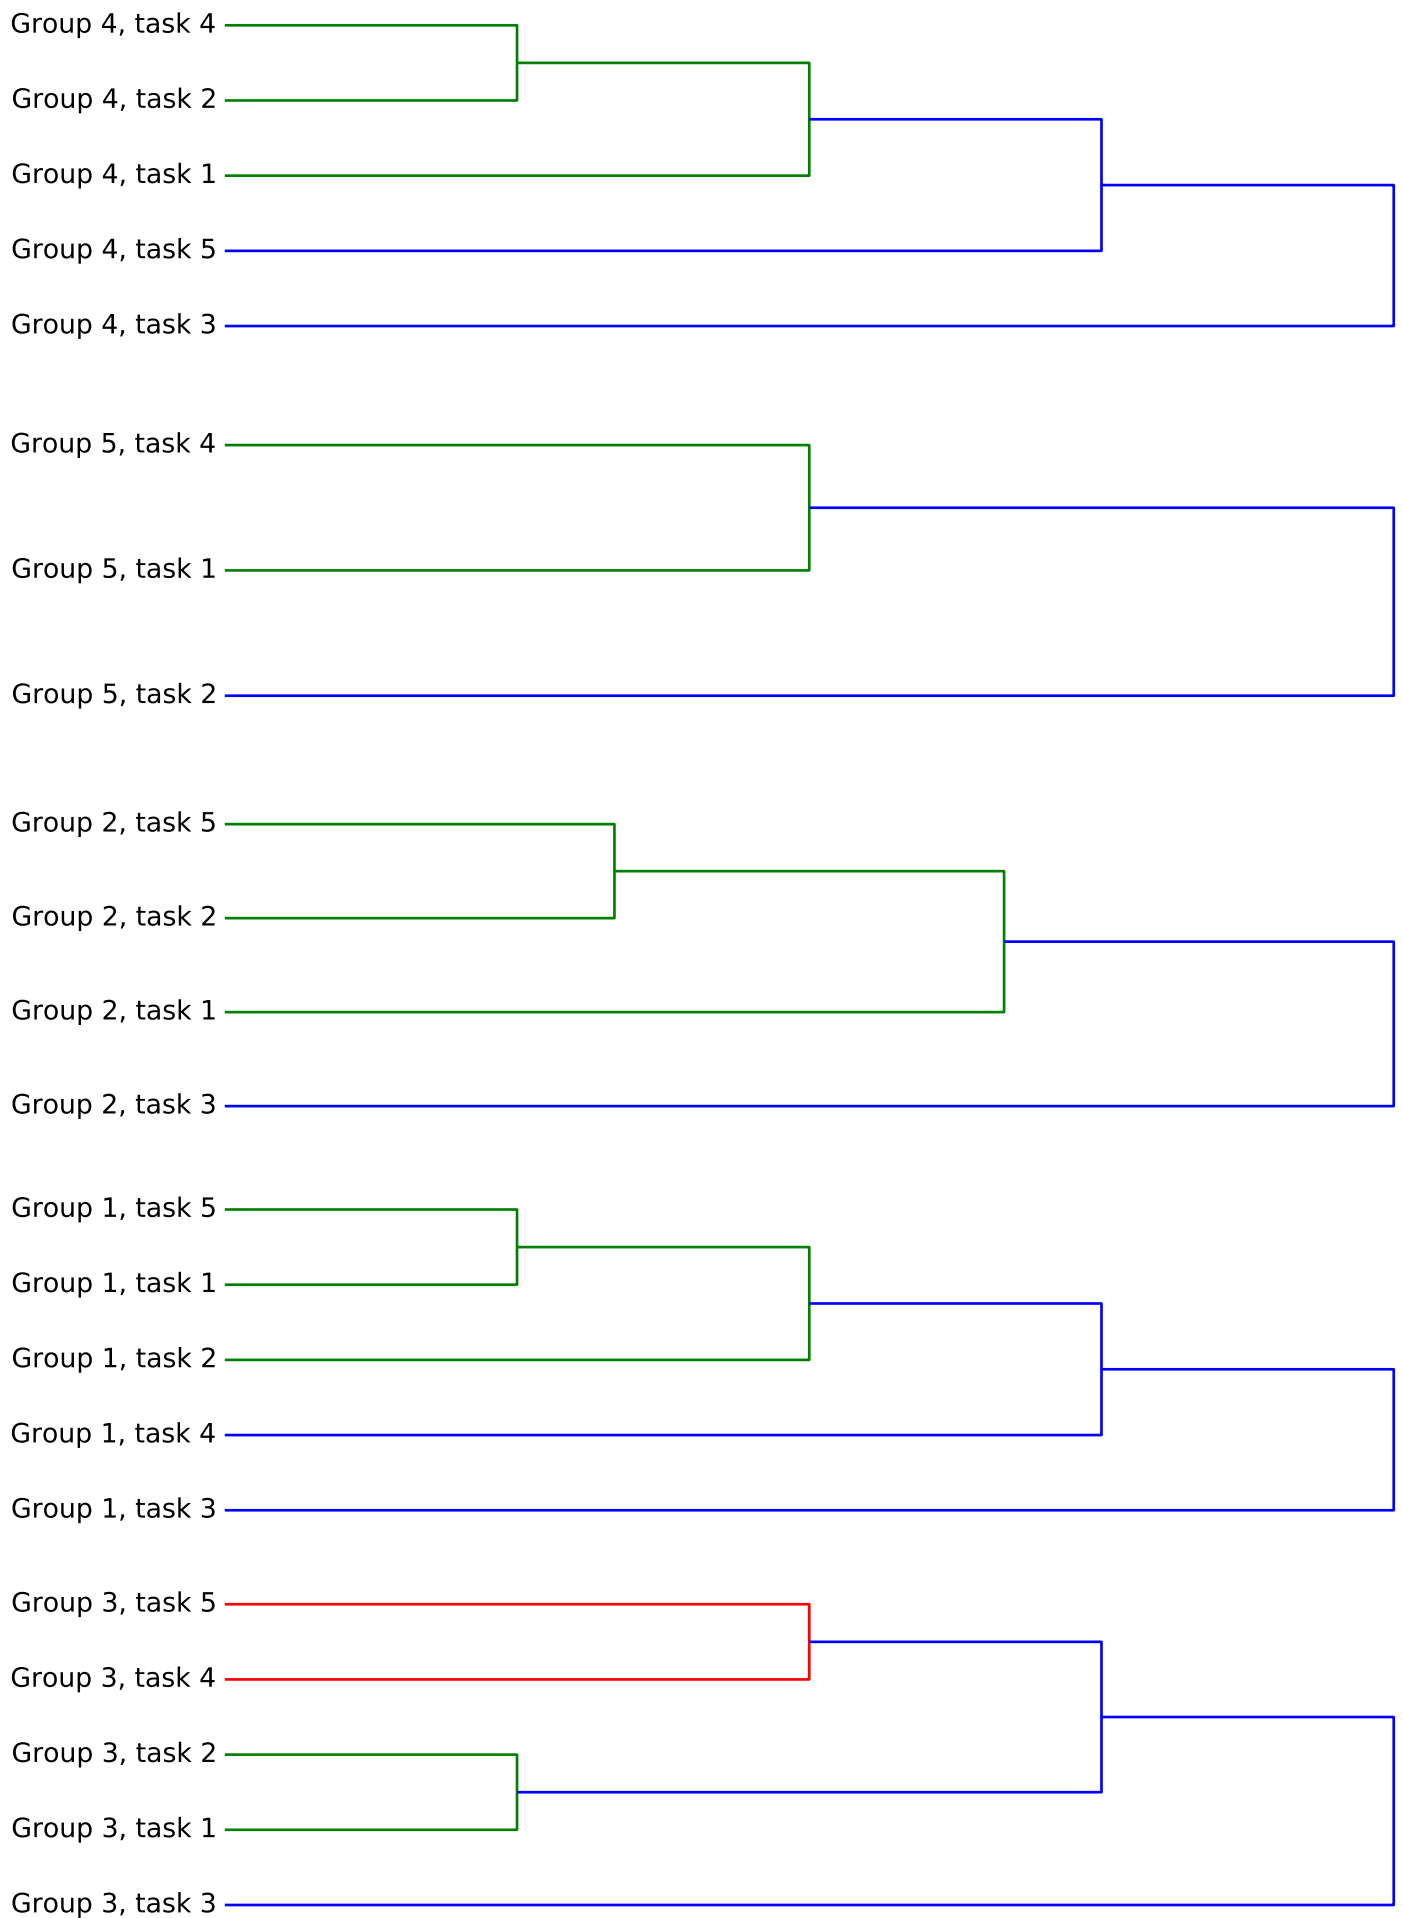 Group 4, task 4
Group 4, task 2
Group 4, task 1
Group 4, task 5
Group 4, task 3
Group 5, task 4
Group 5, task 1
Group 5, task 2
Group 2, task 5
Group 2, task 2
Group 2, task 1
Group 2, task 3
Group 1, task 5
Group 1, task 1
Group 1, task 2
Group 1, task 4
Group 1, task 3
Group 3, task 5
Group 3, task 4
Group 3, task 2
Group 3, task 1
Group 3, task 3